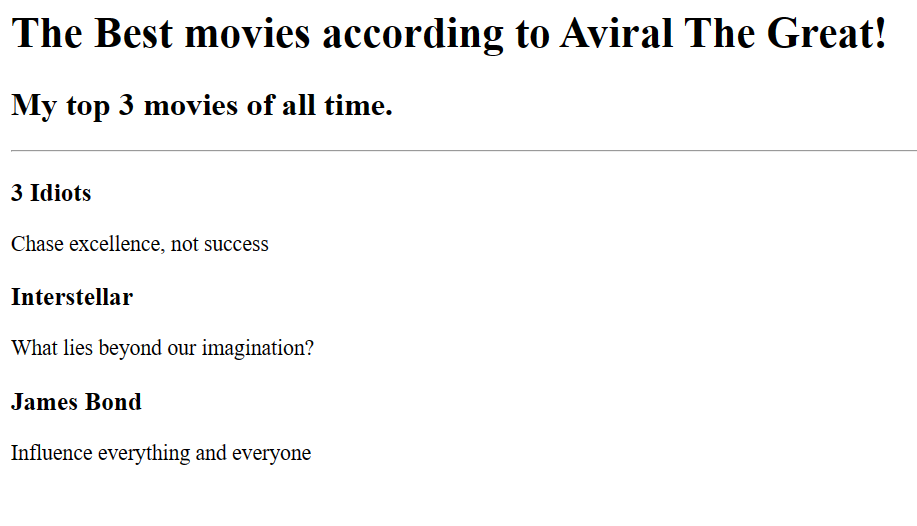 The Best movies according to Aviral The Great!
My top 3 movies of all time.
3 Idiots
Chase excellence, not success
Interstellar
What lies beyond our imagination?
James Bond
Influence everything and everyone